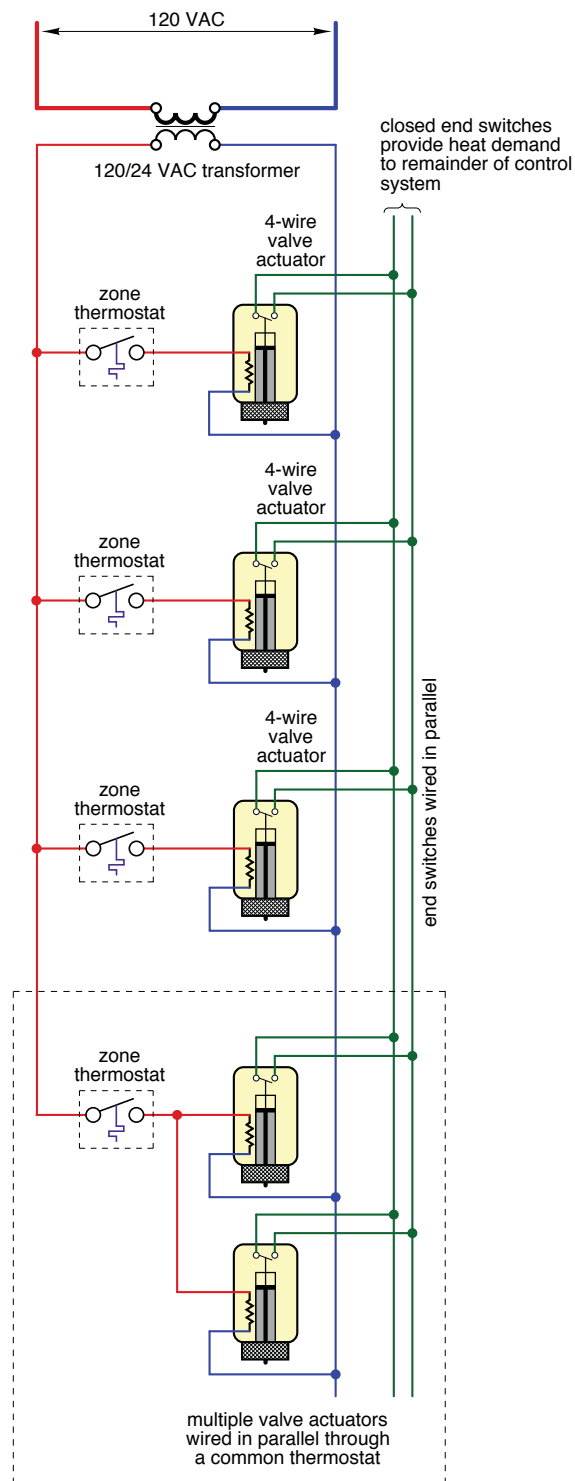 120 VAC
closed end switches
provide heat demand
to remainder of control
system
120/24 VAC transformer
4-wire
valve
actuator
zone
thermostat
4-wire
valve
actuator
zone
thermostat
4-wire
valve
actuator
zone
thermostat
end switches wired in parallel
zone
thermostat
multiple valve actuators
wired in parallel through
a common thermostat